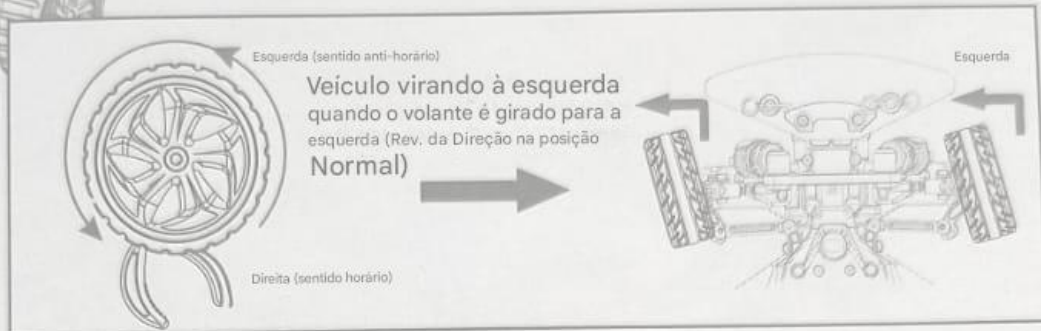 Esquerda (sentido anti-horário)
Veículo virando à esquerda
quando o volante é girado para a
esquerda (Rev. da Direção na posição
Normal)
Direita (sentido horário)
Esquerda